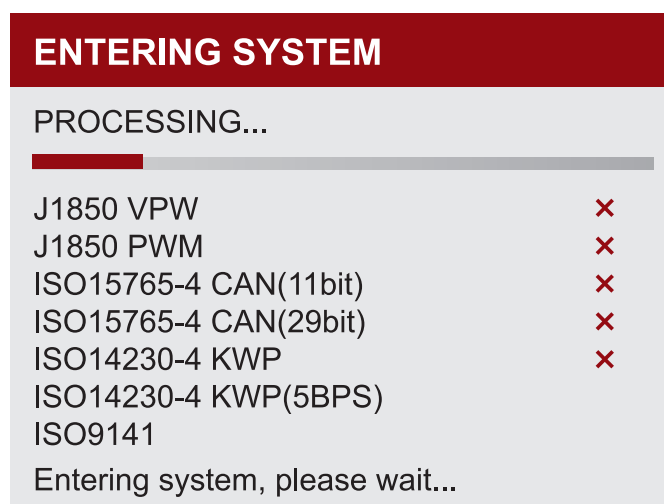 ENTERING SYSTEM
PROCESSING...
J1850 VPW ×
J1850 PWM ×
ISO15765-4 CAN(11bit) ×
ISO15765-4 CAN(29bit) ×
ISO14230-4 KWP ×
ISO14230-4 KWP(5BPS)
ISO9141
Entering system, please wait...